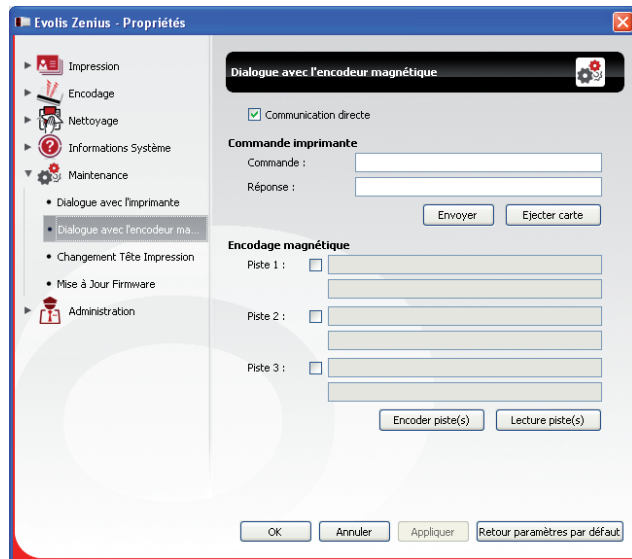 Evolis Zenius - Propriétés
Impression
Encodage
Nettoyage
Informations Système
Maintenance
Dialogue avec l'imprimante
Dialogue avec l'encodeur ma...
Changement Tête Impression
Mise à Jour Firmware
Administration
Dialogue avec l'encodeur magnétique
Communication directe
Commande imprimante
Commande :
Réponse :
Envoyer Ejecter carte
Encodage magnétique
Piste 1 :
Piste 2 :
Piste 3 :
Encoder piste(s) Lecture piste(s)
OK Annuler Appliquer Retour paramètres par défaut